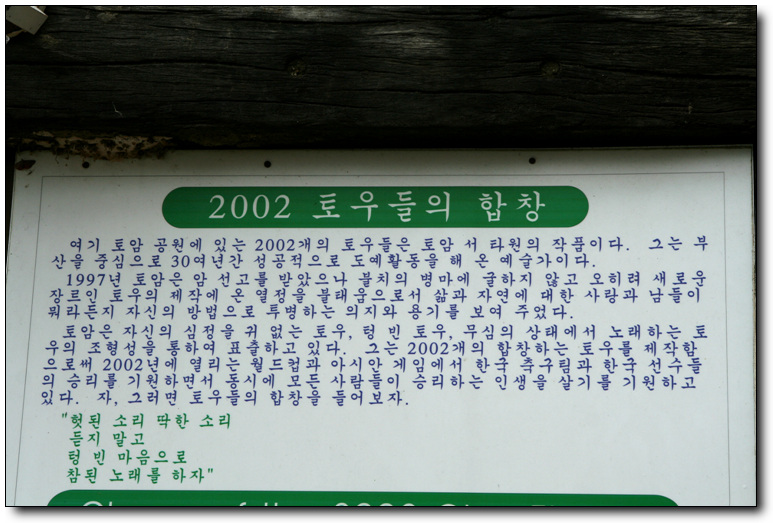 2002 토우들의 합창
여기 토암 공원에 있는 2002개의 토우들은 토암 서 타원의 작품이다. 그는 부
산을 중심으로 30여년간 성공적으로 도예활동을 해 온 예술가이다.
1997년 토암은 암 선고를 받았으나 불치의 병마에 굴하지 않고 오히려 새로운
장르인 토우의 제작에 온 열정을 불태움으로서 삶과 자연에 대한 사랑과 남들이
뭐라든지 자신의 방법으로 투병하는 의지와 용기를 보여 주었다.
토암은 자신의 심정을 귀 없는 토우, 텅 빈 토우, 무심의 상태에서 노래하는 토
우의 조형성을 통하여 표출하고 있다. 그는 2002개의 합창하는 토우를 제작함
으로써 2002년에 열리는 월드컵과 아시안 게임에서 한국 축구팀과 한국 선수들
의 승리를 기원하면서 동시에 모든 사람들이 승리하는 인생을 살기를 기원하고
있다. 자, 그러면 토우들의 합창을 들어보자.
"헛된 소리 딱한 소리
듣지 말고
텅 빈 마음으로
참된 노래를 하자"